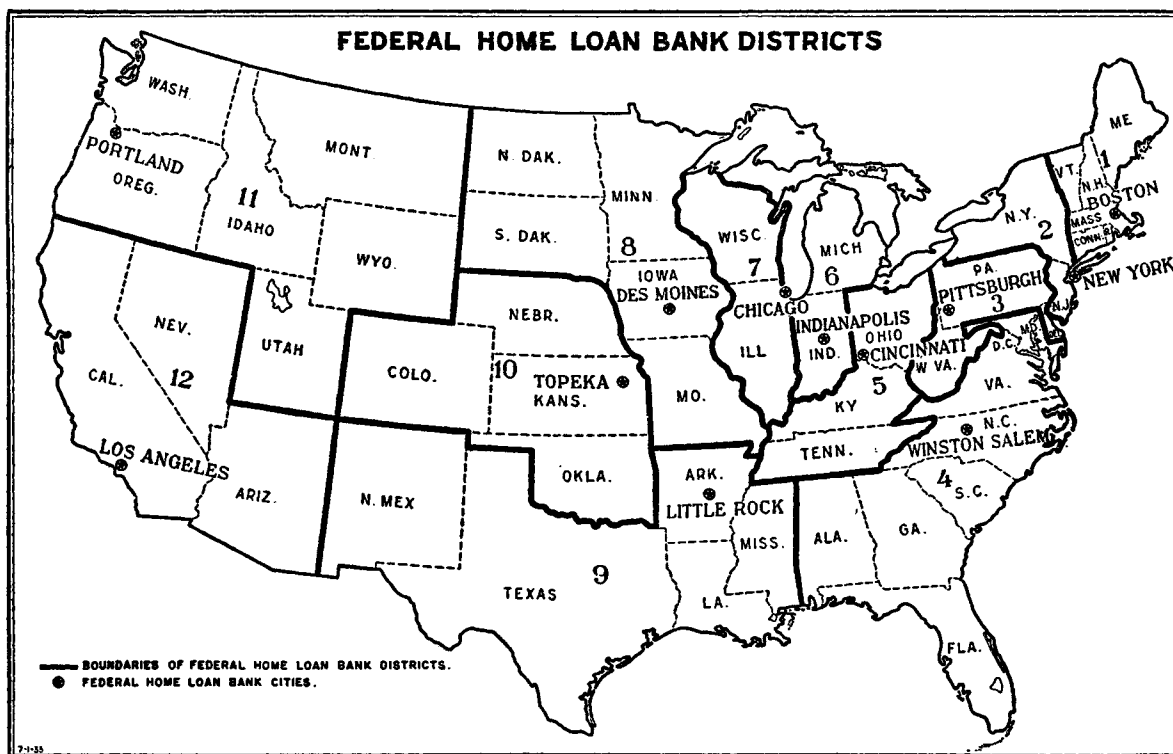 FEDERAL HOME LOAN BANK DISTRICTS
WASH.
PORTLAND
OREG.
MONT
11
IDAHO
WYO.
N. DAK.
S. DAK.
MINN.
8
IOWA
DES MOINES
WISC.
7
MICH
6
CHICAGO
ILL
INDIANAPOLIS
IND.
OHIO
CINCINNATI
5
KY
W VA.
ME
VT.
N.H.
1
BOSTON
MASS
CONN.
R.I.
N.Y.
2
NEW YORK
PA.
PITTSBURGH
3
N.J.
MD.
DEL.
D.C.
VA.
N.C.
WINSTON SALEM
4
S.C.
TENN.
NEBR.
10
TOPEKA
KANS.
MO.
COLO.
UTAH
NEV.
CAL.
12
LOS ANGELES
ARIZ.
N. MEX
OKLA.
ARK.
LITTLE ROCK
MISS.
ALA.
GA.
TEXAS
9
LA.
FLA.
BOUNDARIES OF FEDERAL HOME LOAN BANK DISTRICTS.
FEDERAL HOME LOAN BANK CITIES.
7-1-35